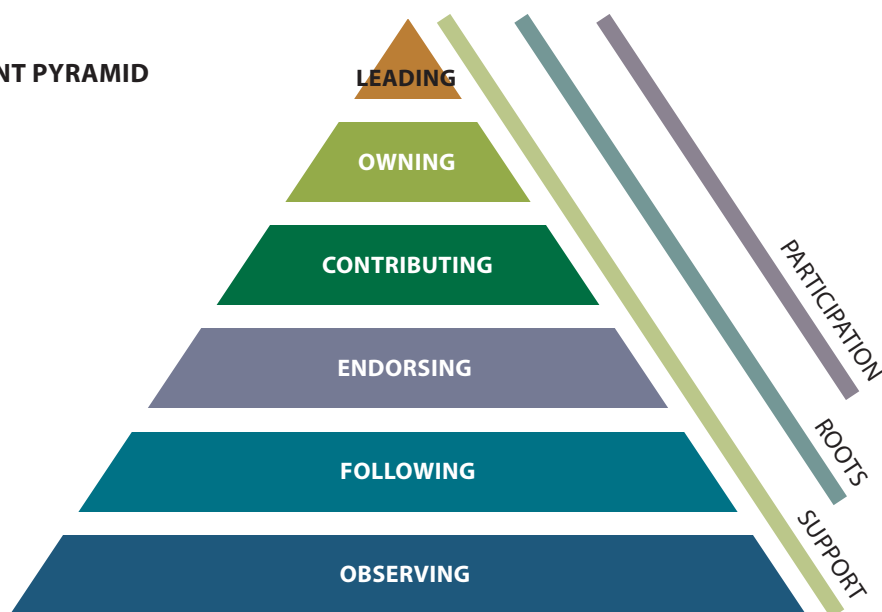 NT PYRAMID
LEADING
OWNING
CONTRIBUTING
ENDORSING
FOLLOWING
OBSERVING
PARTICIPATION
ROOTS
SUPPORT